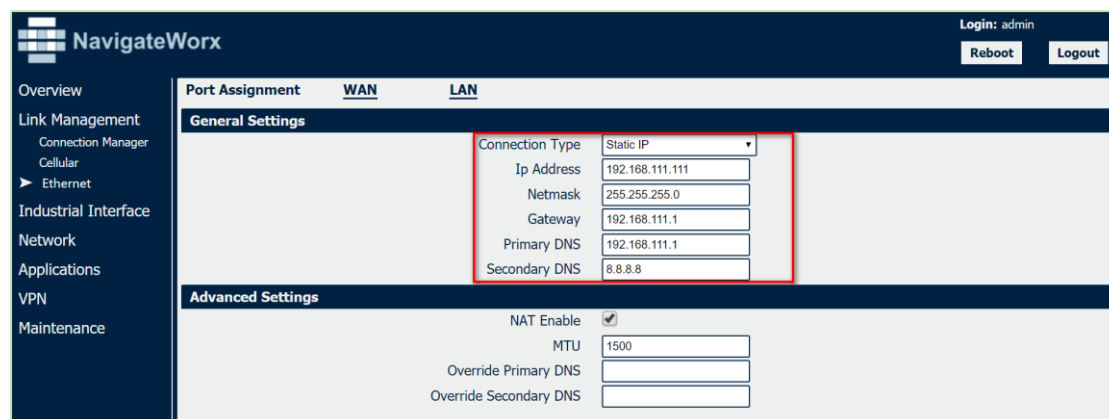 NavigateWorx
Login: admin
Reboot Logout
Overview
Link Management
Connection Manager
Cellular
➤ Ethernet
Industrial Interface
Network
Applications
VPN
Maintenance
Port Assignment WAN LAN
General Settings
Connection Type Static IP
Ip Address 192.168.111.111
Netmask 255.255.255.0
Gateway 192.168.111.1
Primary DNS 192.168.111.1
Secondary DNS 8.8.8.8
Advanced Settings
NAT Enable
MTU 1500
Override Primary DNS
Override Secondary DNS